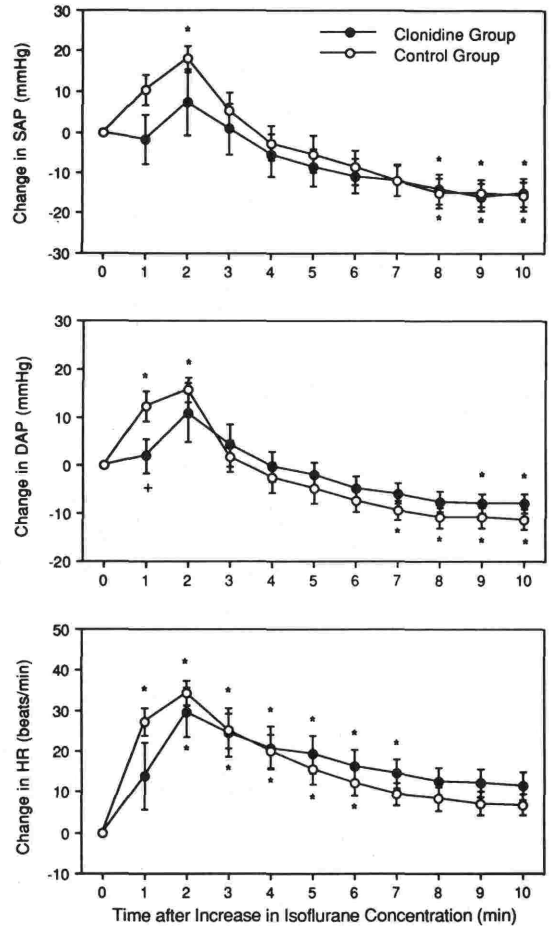 30
20
10
0
-10
-20
-30
Change in SAP (mmHg)
Clonidine Group
Control Group
*
* * *
* * *
0 1 2 3 4 5 6 7 8 9 10
30
20
10
0
-10
-20
Change in DAP (mmHg)
* * * *
+ * * * *
0 1 2 3 4 5 6 7 8 9 10
50
40
30
20
10
0
-10
Change in HR (beats/min)
* * * * * * *
* * * * *
0 1 2 3 4 5 6 7 8 9 10
Time after Increase in Isoflurane Concentration (min)